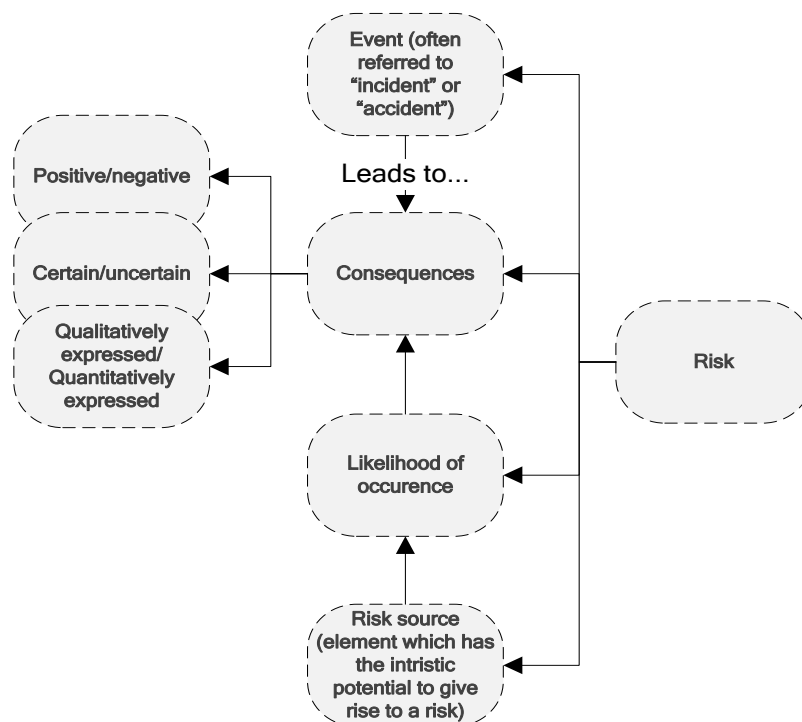 Event (often
referred to
“incident” or
“accident”)
Leads to...
Positive/negative
Certain/uncertain
Qualitatively
expressed/
Quantitatively
expressed
Consequences
Risk
Likelihood of
occurence
Risk source
(element which has
the intristic
potential to give
rise to a risk)